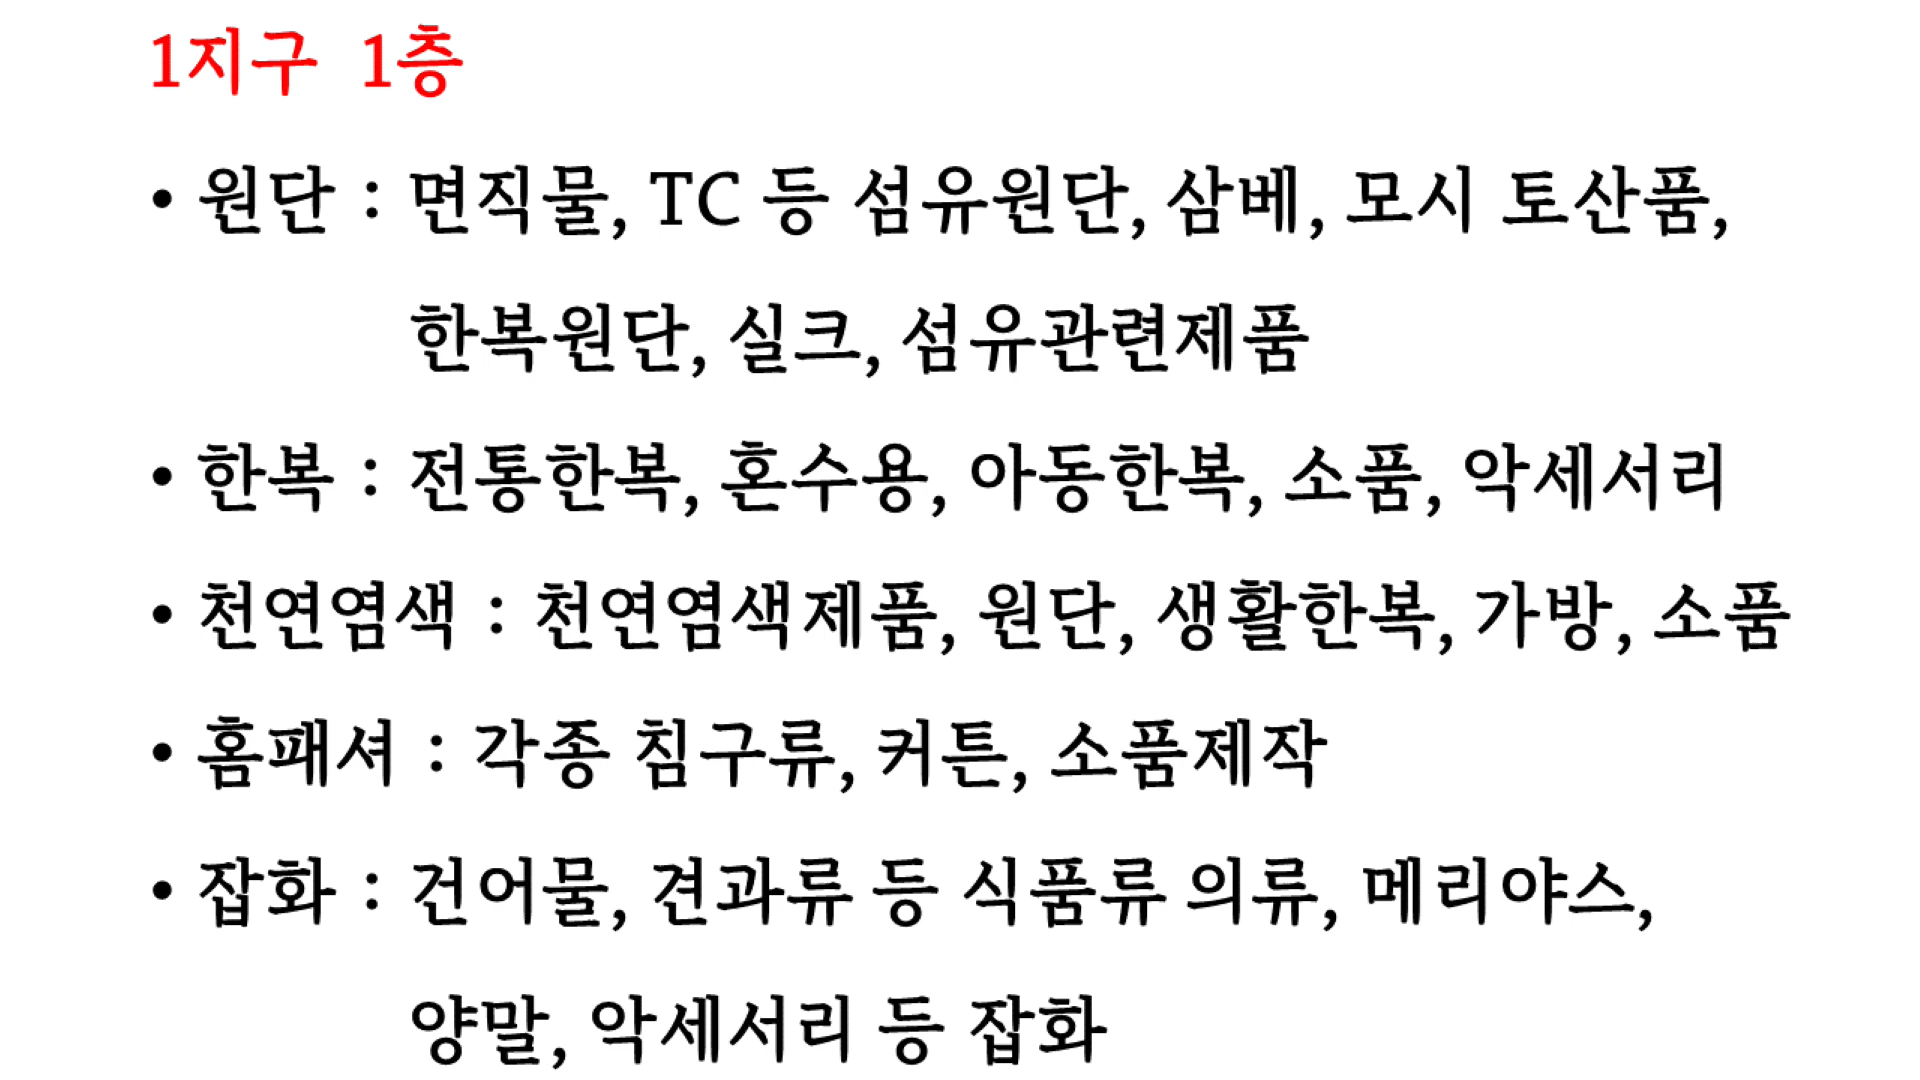 1지구 1층
• 원단 : 면직물, TC 등 섬유원단, 삼베, 모시 토산품,
한복원단, 실크, 섬유관련제품
• 한복 : 전통한복, 혼수용, 아동한복, 소품, 악세서리
• 천연염색 : 천연염색제품, 원단, 생활한복, 가방, 소품
• 홈패셔 : 각종 침구류, 커튼, 소품제작
• 잡화 : 건어물, 견과류 등 식품류 의류, 메리야스,
양말, 악세서리 등 잡화